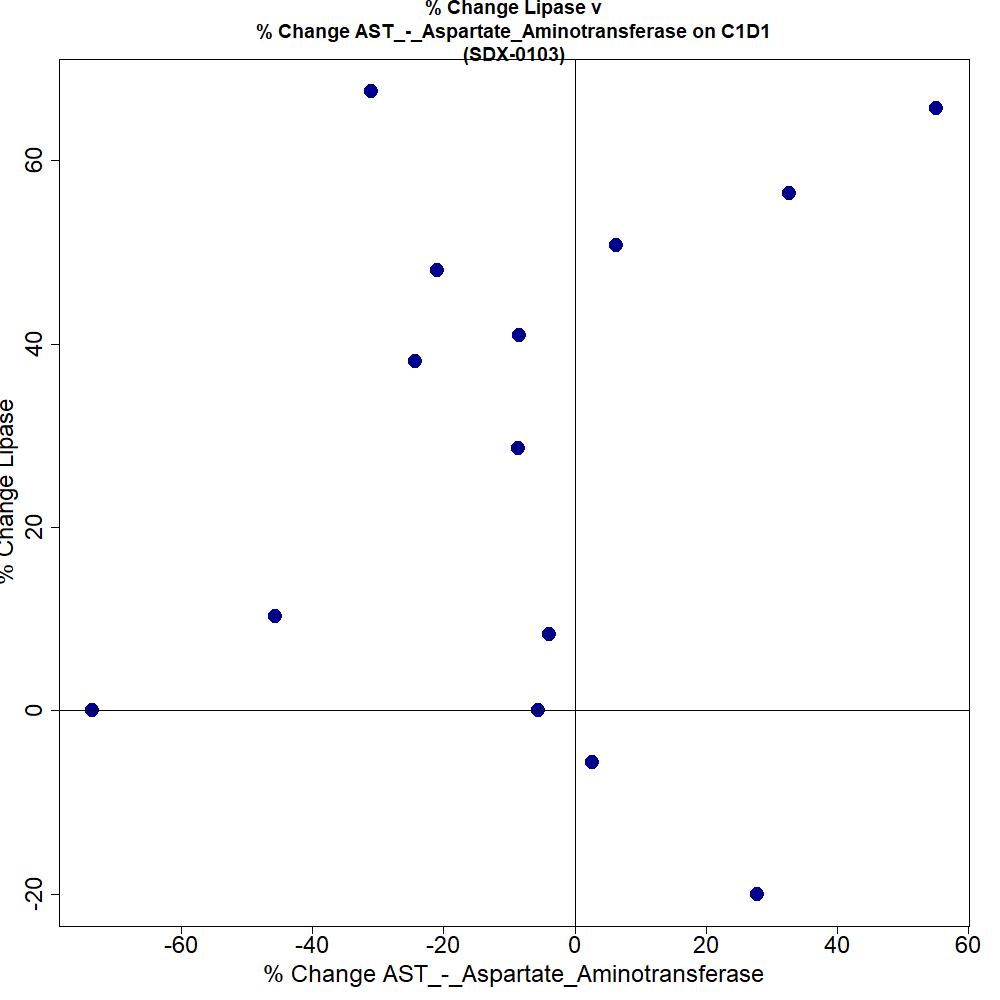 % Change Lipase v
% Change AST_-_Aspartate_Aminotransferase on C1D1
(SDX-0103)
60
40
20
0
-20
% Change Lipase
-60
-40
-20
0
20
40
60
% Change AST_-_Aspartate_Aminotransferase